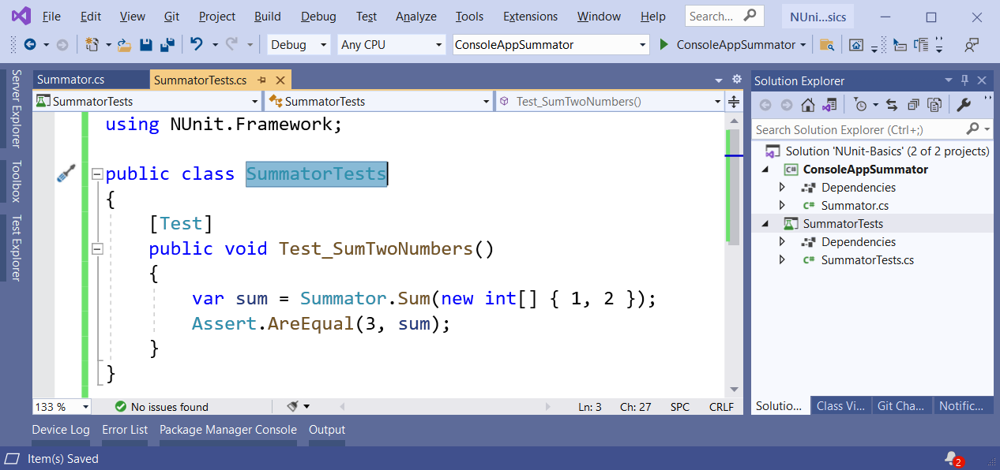 File Edit View Git Project Build Debug Test Analyze Tools Extensions Window Help Search... NUni...sics
Debug Any CPU ConsoleAppSummator ConsoleAppSummator
Server Explorer
Toolbox
Test Explorer
Summator.cs SummatorTests.cs
SummatorTests SummatorTests Test_SumTwoNumbers()
using NUnit.Framework;
public class SummatorTests
{
[Test]
public void Test_SumTwoNumbers()
{
var sum = Summator.Sum(new int[] { 1, 2 });
Assert.AreEqual(3, sum);
}
}
133 % No issues found Ln: 3 Ch: 27 SPC CRLF
Solution Explorer
Search Solution Explorer (Ctrl+;)
Solution 'NUnit-Basics' (2 of 2 projects)
C# ConsoleAppSummator
Dependencies
C# Summator.cs
SummatorTests
Dependencies
C# SummatorTests.cs
Solutio... Class Vi... Git Cha... Notific...
Device Log Error List Package Manager Console Output
Item(s) Saved 2